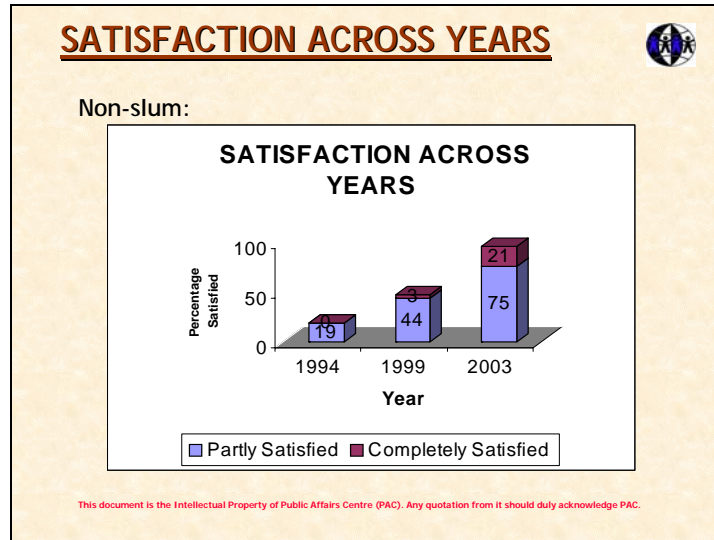 SATISFACTION ACROSS YEARS
Non-slum:
SATISFACTION ACROSS
YEARS
Percentage
Satisfied
100
50
0
0
19
3
44
21
75
1994 1999 2003
Year
Partly Satisfied Completely Satisfied
This document is the Intellectual Property of Public Affairs Centre (PAC). Any quotation from it should duly acknowledge PAC.